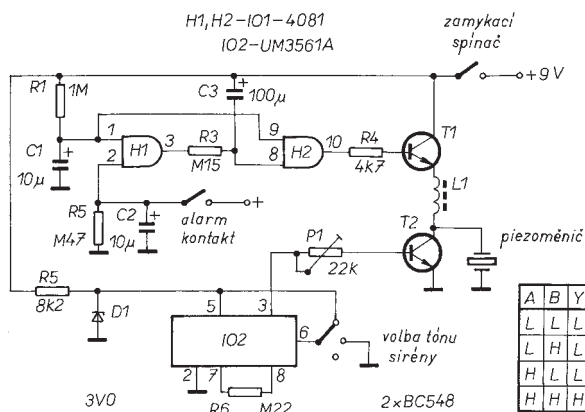 H1,H2-IO1-4081
IO2-UM3561A
zamykací
spínač
+9V
R1
1M
C3
+
100μ
T1
1
H1
3
R3
M15
9
8
H2
10
R4
4k7
C1
+
10μ
2
L1
R5
M47
C2
+
10μ
alarm
kontakt
+
T2
P1
22k
piezoměnič
R5
8k2
D1
5
3
IO2
6
volba tónu
sirény
2
7
8
3V0
R6
M22
2×BC548
A B Y
L L L
L H L
H L L
H H H